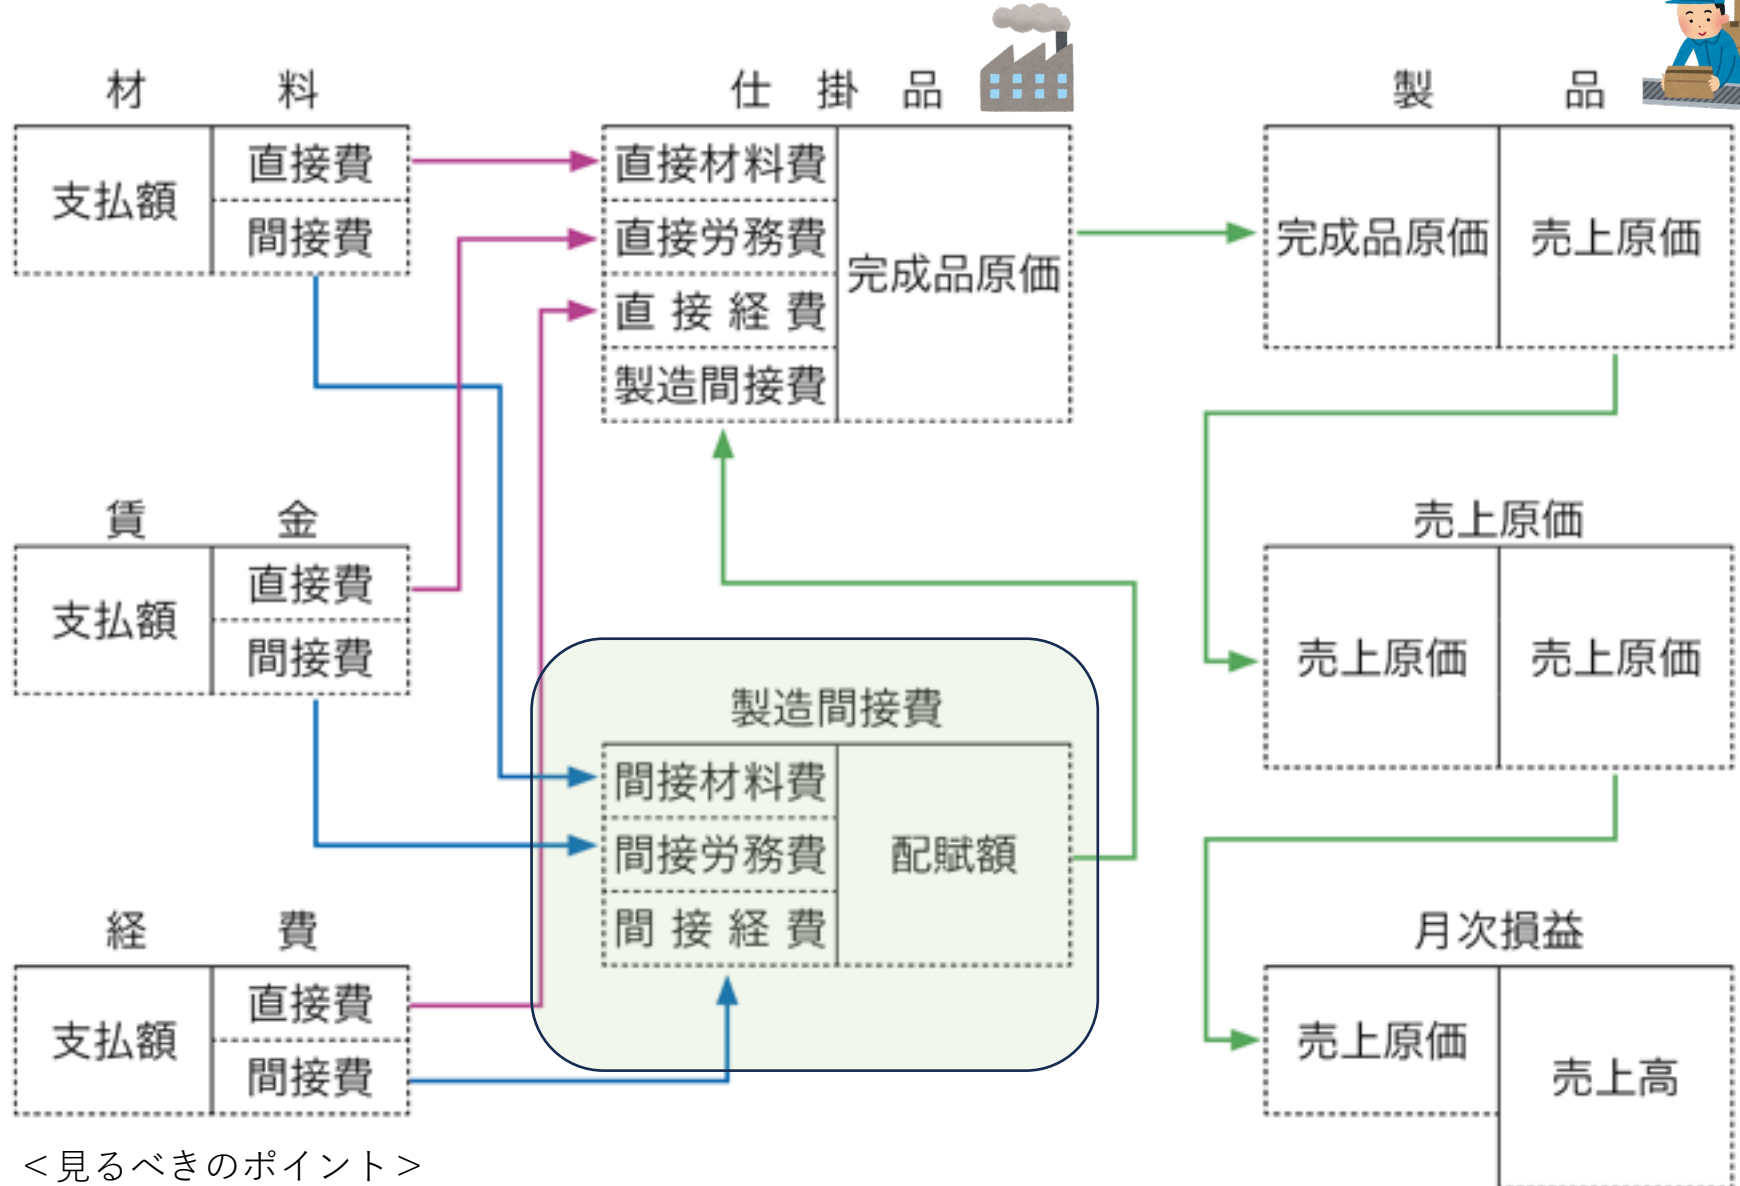 材 料
支払額
直接費
間接費
賃 金
支払額
直接費
間接費
経 費
支払額
直接費
間接費
仕 掛 品
直接材料費
直接労務費
直 接 経 費
製造間接費
完成品原価
製造間接費
間接材料費
間接労務費
間 接 経 費
配賦額
製 品
完成品原価
売上原価
売上原価
売上原価
売上原価
月次損益
売上原価
売上高
＜見るべきのポイント＞